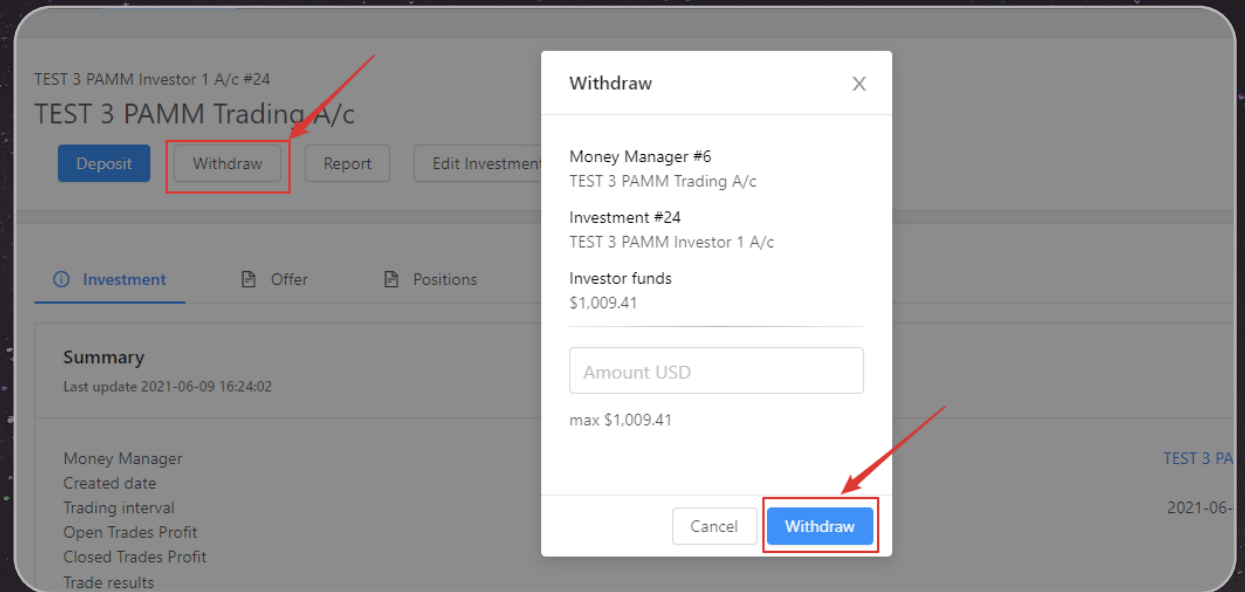 TEST 3 PAMM Investor 1 A/c #24
TEST 3 PAMM Trading A/c
Deposit
Withdraw
Report
Edit Investment
Investment
Offer
Positions
Summary
Last update 2021-06-09 16:24:02
Money Manager
TEST 3 PA
Created date
Trading interval
2021-06-
Open Trades Profit
Closed Trades Profit
Trade results
Withdraw
Money Manager #6
TEST 3 PAMM Trading A/c
Investment #24
TEST 3 PAMM Investor 1 A/c
Investor funds
$1,009.41
Amount USD
max $1,009.41
Cancel
Withdraw